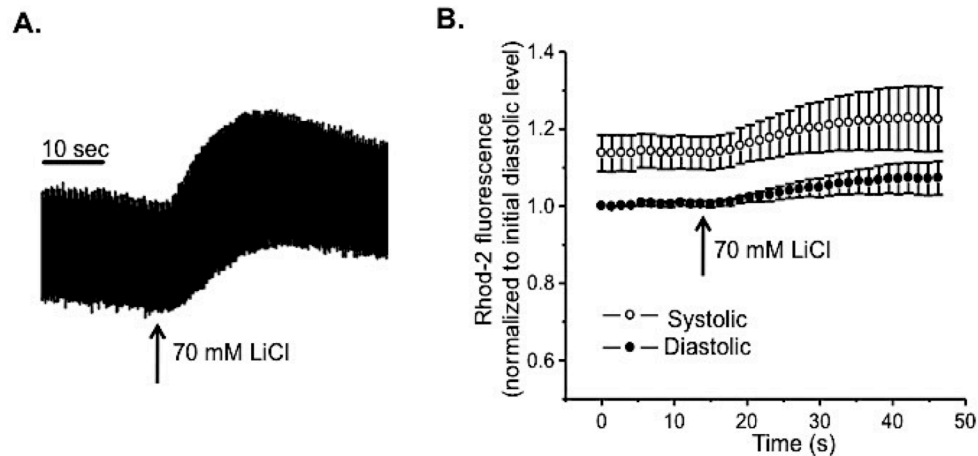 A.
10 sec
70 mM LiCl
B.
Rhod-2 fluorescence
(normalized to initial diastolic level)
1.4
1.2
1.0
0.8
0.6
70 mM LiCl
Systolic
Diastolic
0 10 20 30 40 50
Time (s)